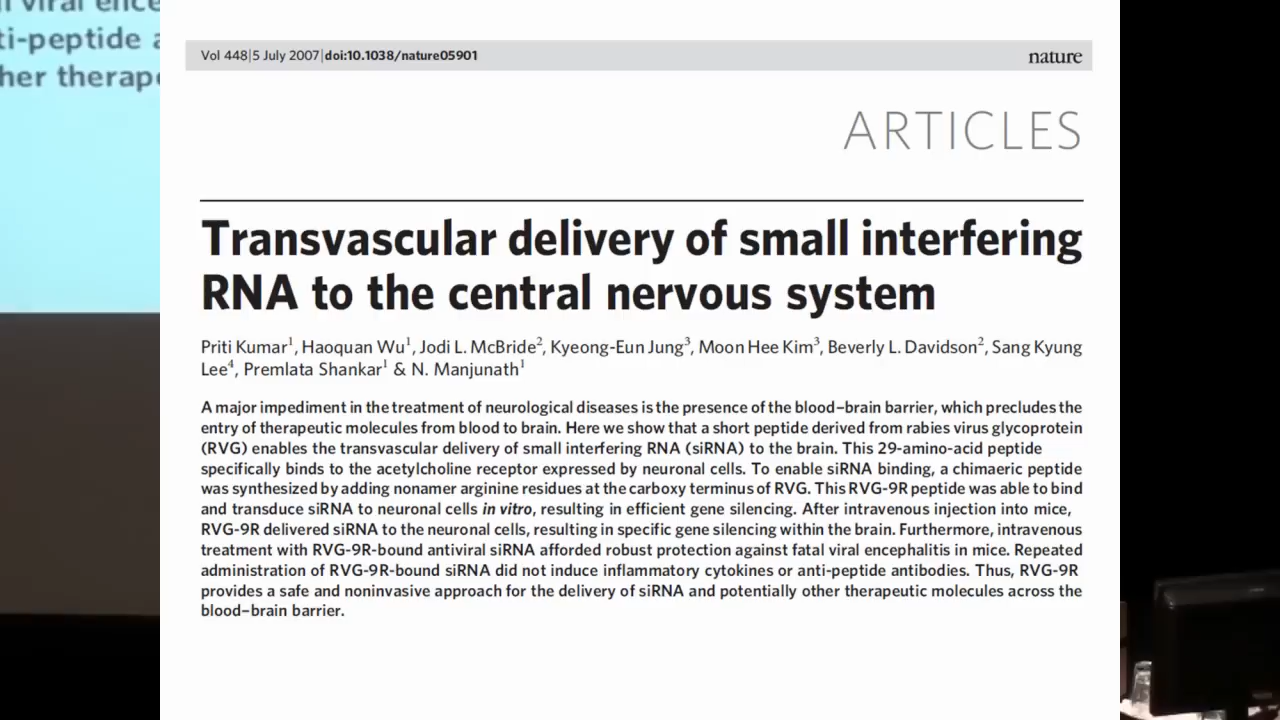 ti-peptide
her
Vol 448|5 July 2007|doi:10.1038/nature05901
nature
ARTICLES
Transvascular delivery of small interfering
RNA to the central nervous system
Priti Kumar1, Haoquan Wu1, Jodi L. McBride2, Kyeong-Eun Jung3, Moon Hee Kim3, Beverly L. Davidson2, Sang Kyung
Lee4, Premlata Shankar1 & N. Manjunath1
A major impediment in the treatment of neurological diseases is the presence of the blood–brain barrier, which precludes the
entry of therapeutic molecules from blood to brain. Here we show that a short peptide derived from rabies virus glycoprotein
(RVG) enables the transvascular delivery of small interfering RNA (siRNA) to the brain. This 29-amino-acid peptide
specifically binds to the acetylcholine receptor expressed by neuronal cells. To enable siRNA binding, a chimaeric peptide
was synthesized by adding nonamer arginine residues at the carboxy terminus of RVG. This RVG-9R peptide was able to bind
and transduce siRNA to neuronal cells in vitro, resulting in efficient gene silencing. After intravenous injection into mice,
RVG-9R delivered siRNA to the neuronal cells, resulting in specific gene silencing within the brain. Furthermore, intravenous
treatment with RVG-9R-bound antiviral siRNA afforded robust protection against fatal viral encephalitis in mice. Repeated
administration of RVG-9R-bound siRNA did not induce inflammatory cytokines or anti-peptide antibodies. Thus, RVG-9R
provides a safe and noninvasive approach for the delivery of siRNA and potentially other therapeutic molecules across the
blood–brain barrier.